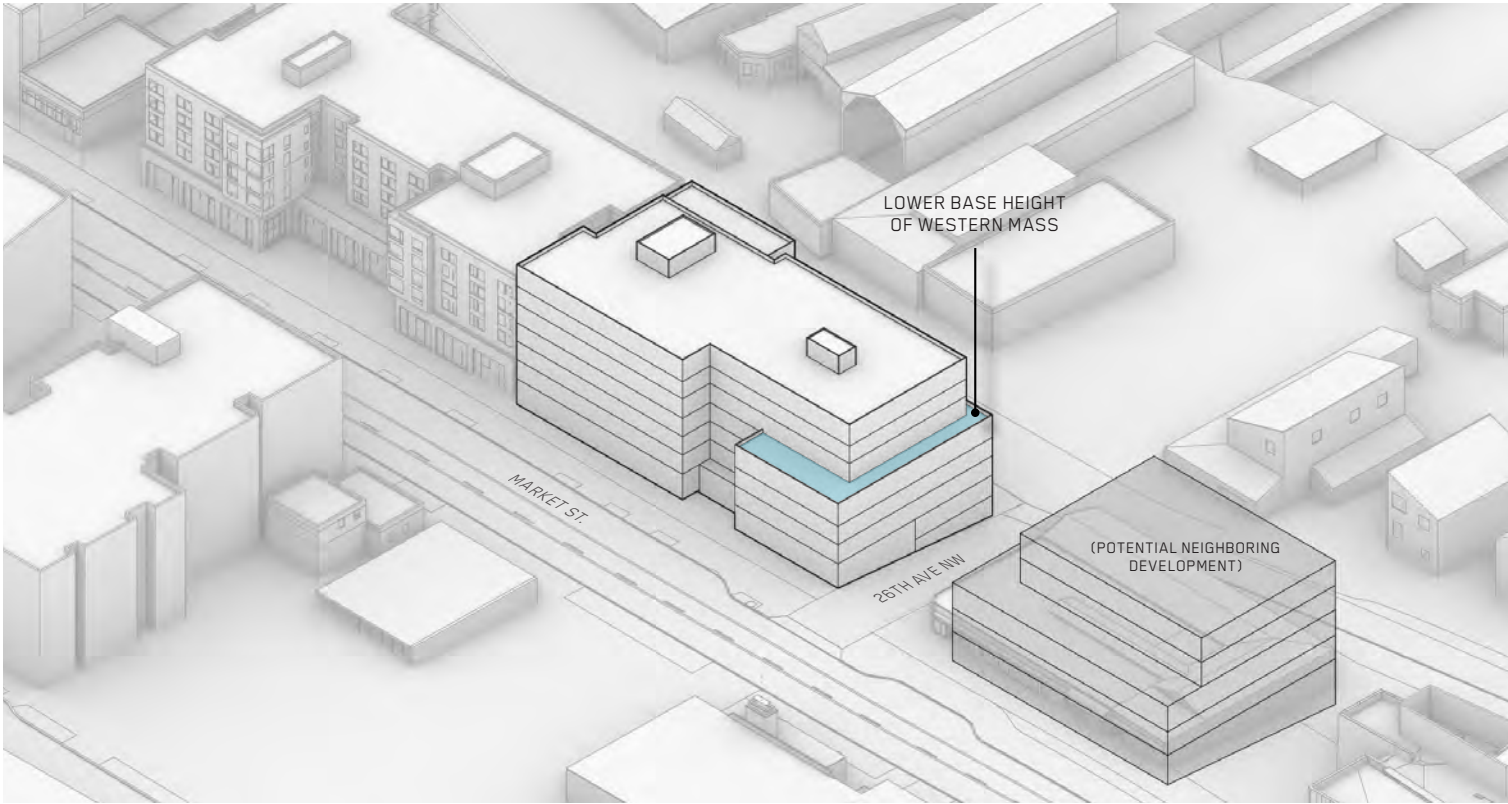 LOWER BASE HEIGHT
OF WESTERN MASS
MARKET ST.
(POTENTIAL NEIGHBORING
DEVELOPMENT)
26TH AVE NW